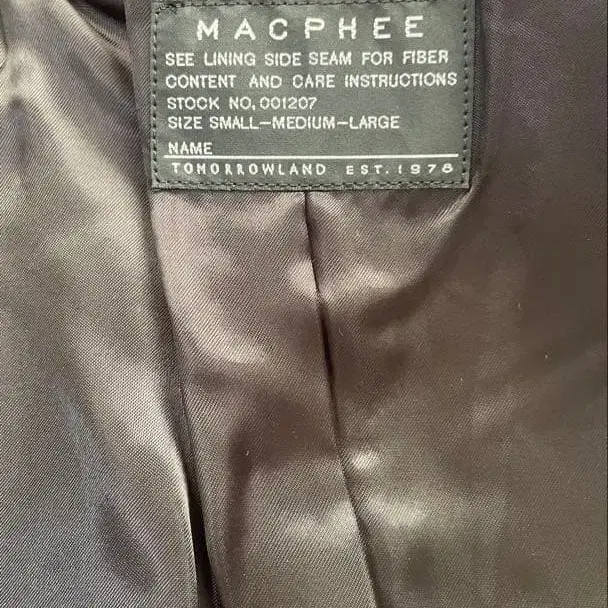 MACPHEE
SEE LINING SIDE SEAM FOR FIBER
CONTENT AND CARE INSTRUCTIONS
STOCK NO, 001207
SIZE SMALL-MEDIUM-LARGE
NAME
TOMORROWLAND EST. 1978